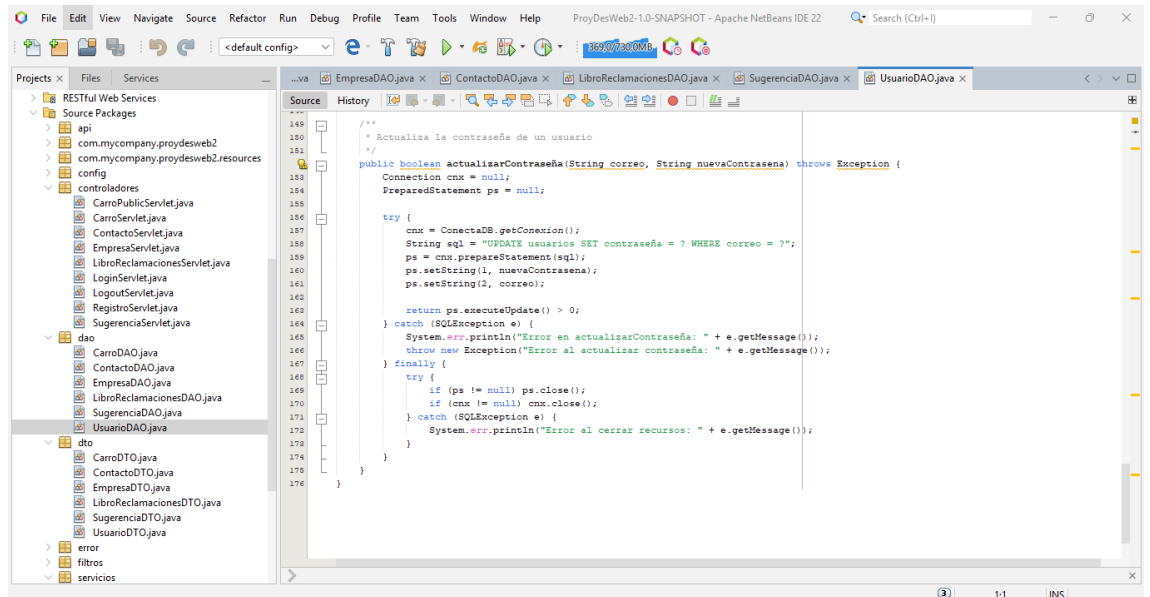 File Edit View Navigate Source Refactor Run Debug Profile Team Tools Window Help ProyDesWeb2-1.0-SNAPSHOT - Apache NetBeans IDE 22 Search (Ctrl+I)
<default config> 369,0/730,0MB
Projects Files Services
...va EmpresaDAO.java ContactoDAO.java LibroReclamacionesDAO.java SugerenciaDAO.java UsuarioDAO.java
Source History
RESTful Web Services
Source Packages
api
com.mycompany.proydesweb2
com.mycompany.proydesweb2.resources
config
controladores
CarroPublicServlet.java
CarroServlet.java
ContactoServlet.java
EmpresaServlet.java
LibroReclamacionesServlet.java
LoginServlet.java
LogoutServlet.java
RegistroServlet.java
SugerenciaServlet.java
dao
CarroDAO.java
ContactoDAO.java
EmpresaDAO.java
LibroReclamacionesDAO.java
SugerenciaDAO.java
UsuarioDAO.java
dto
CarroDTO.java
ContactoDTO.java
EmpresaDTO.java
LibroReclamacionesDTO.java
SugerenciaDTO.java
UsuarioDTO.java
error
filtros
servicios
149 /**
150 * Actualiza la contraseña de un usuario
151 */
public boolean actualizarContraseña(String correo, String nuevaContrasena) throws Exception {
153 Connection cnx = null;
154 PreparedStatement ps = null;
155
156 try {
157 cnx = ConectaDB.getConexion();
158 String sql = "UPDATE usuarios SET contraseña = ? WHERE correo = ?";
159 ps = cnx.prepareStatement(sql);
160 ps.setString(1, nuevaContrasena);
161 ps.setString(2, correo);
162
163 return ps.executeUpdate() > 0;
164 } catch (SQLException e) {
165 System.err.println("Error en actualizarContraseña: " + e.getMessage());
166 throw new Exception("Error al actualizar contraseña: " + e.getMessage());
167 } finally {
168 try {
169 if (ps != null) ps.close();
170 if (cnx != null) cnx.close();
171 } catch (SQLException e) {
172 System.err.println("Error al cerrar recursos: " + e.getMessage());
173 }
174 }
175 }
176 }
3 1:1 INS